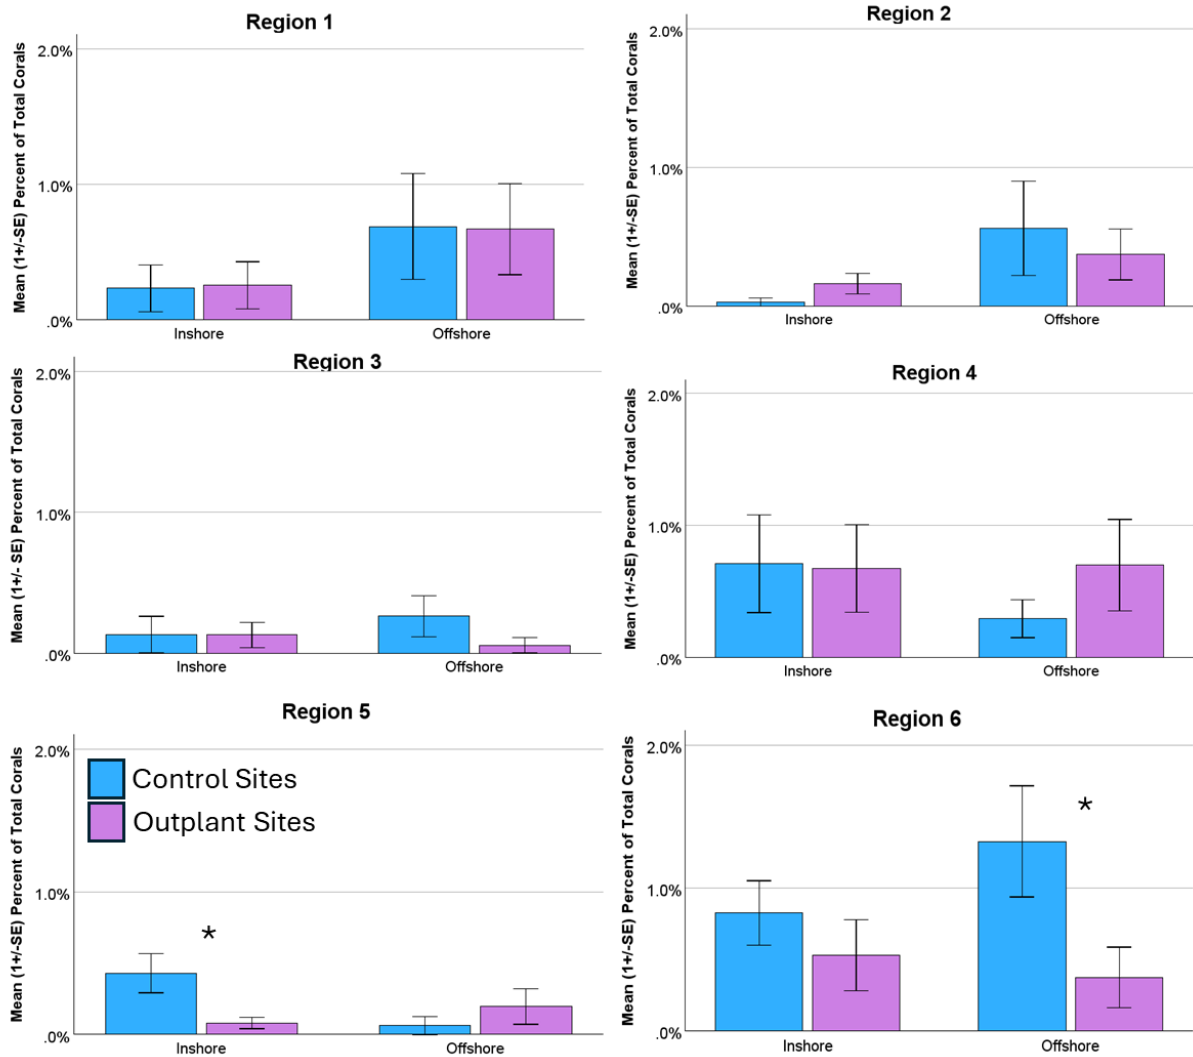 Region 1
Mean (1+/-SE) Percent of Total Corals
2.0%
1.0%
.0%
Inshore
Offshore
Region 2
Mean (1+/-SE) Percent of Total Corals
2.0%
1.0%
.0%
Inshore
Offshore
Region 3
Mean (1+/- SE) Percent of Total Corals
2.0%
1.0%
.0%
Inshore
Offshore
Region 4
Mean (1+/-SE) Percent of Total Corals
2.0%
1.0%
.0%
Inshore
Offshore
Region 5
Mean (1+/-SE) Percent of Total Corals
2.0%
Control Sites
Outplant Sites
1.0%
*
.0%
Inshore
Offshore
Region 6
Mean (1+/-SE) Percent of Total Corals
2.0%
*
1.0%
.0%
Inshore
Offshore